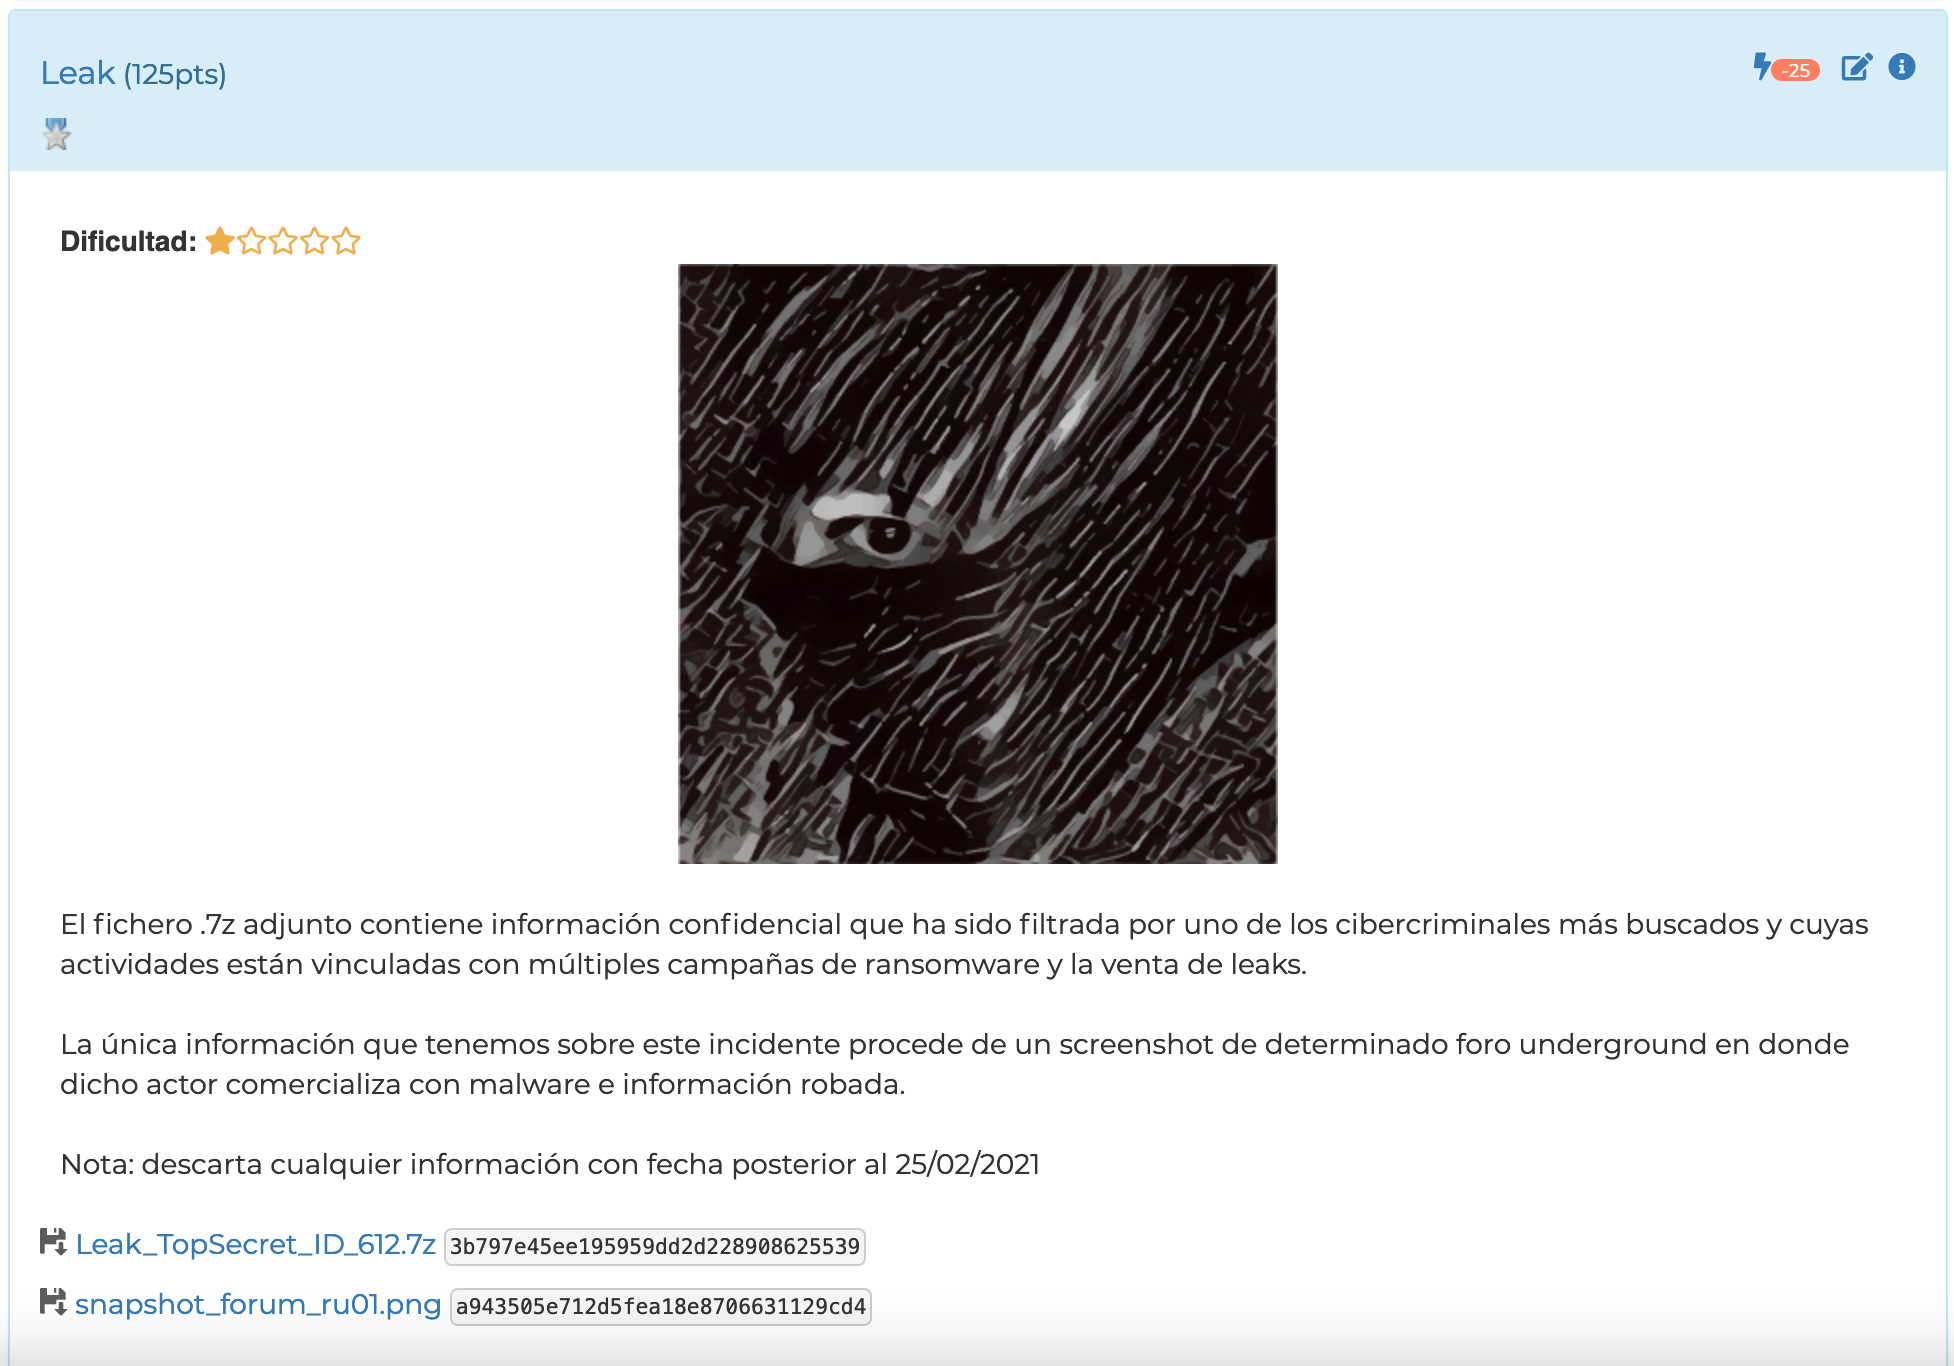 Leak (125pts)
-25
Dificultad:
El fichero .7z adjunto contiene información confidencial que ha sido filtrada por uno de los cibercriminales más buscados y cuyas
actividades están vinculadas con múltiples campañas de ransomware y la venta de leaks.
La única información que tenemos sobre este incidente procede de un screenshot de determinado foro underground en donde
dicho actor comercializa con malware e información robada.
Nota: descarta cualquier información con fecha posterior al 25/02/2021
Leak_TopSecret_ID_612.7z 3b797e45ee195959dd2d228908625539
snapshot_forum_ru01.png a943505e712d5fea18e8706631129cd4